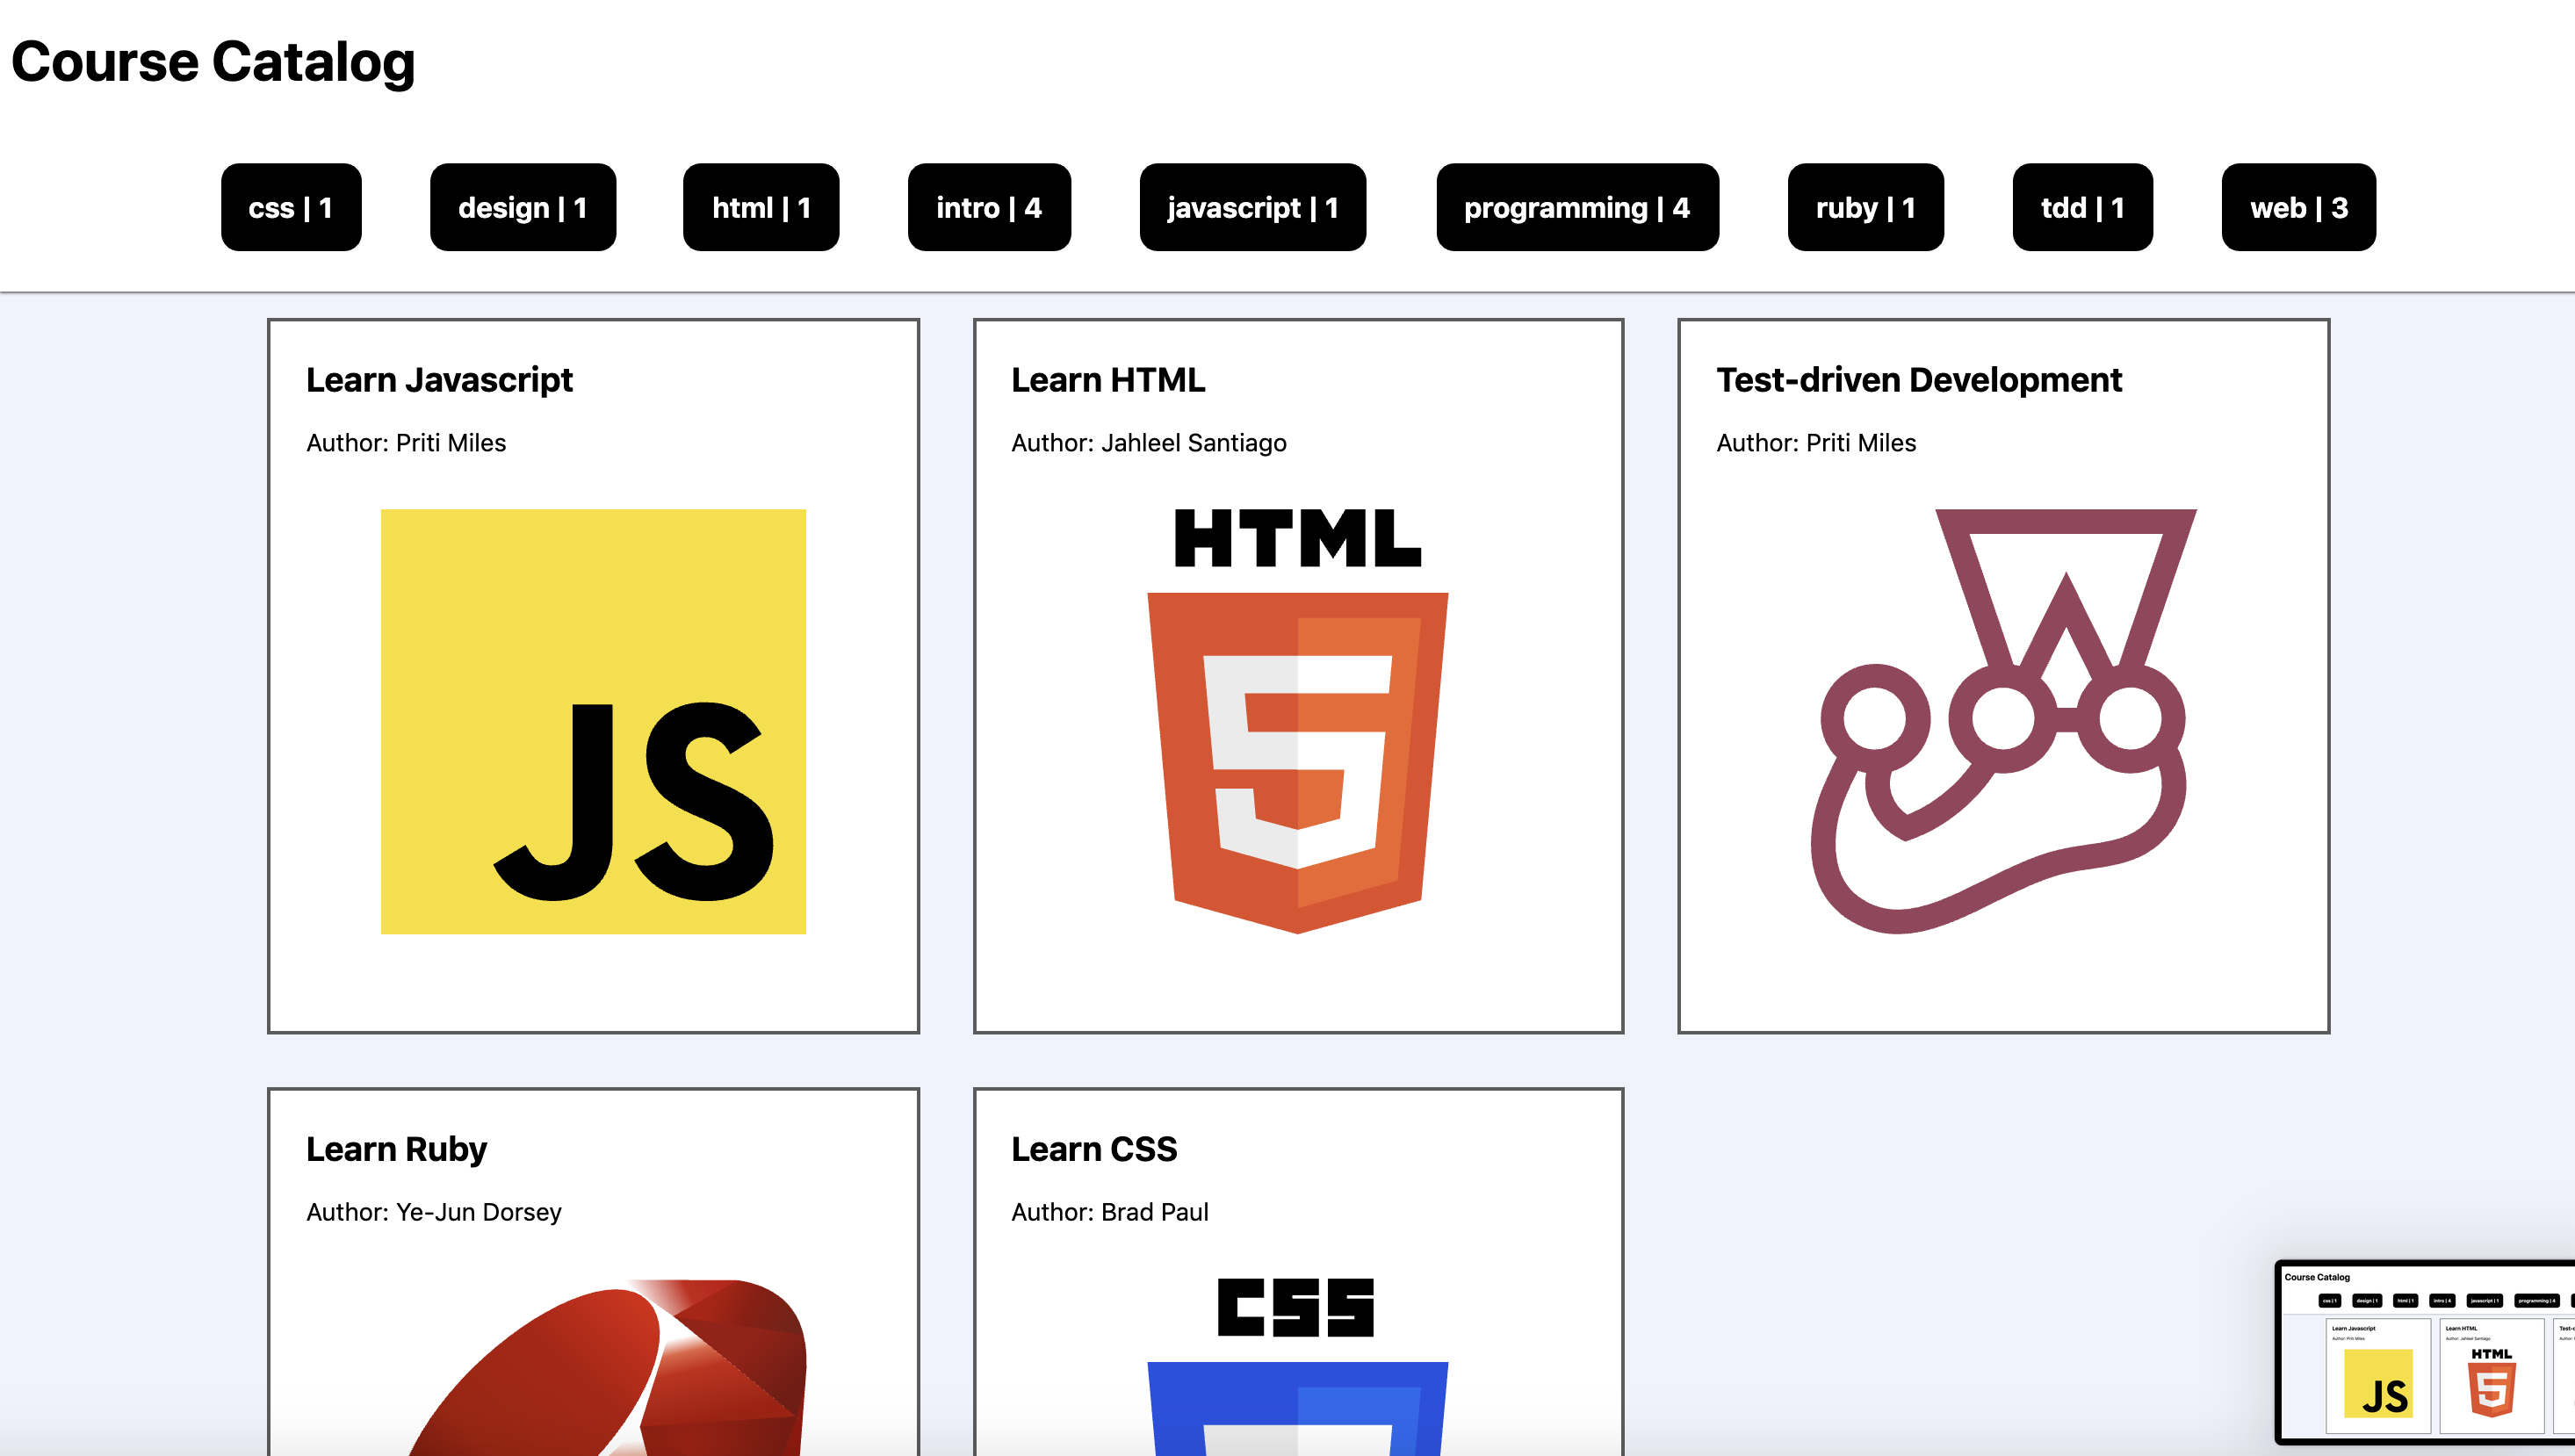 Course Catalog
css | 1
design | 1
html | 1
intro | 4
javascript | 1
programming | 4
ruby | 1
tdd | 1
web | 3
Learn Javascript
Author: Priti Miles
JS
Learn HTML
Author: Jahleel Santiago
HTML
5
Test-driven Development
Author: Priti Miles
Learn Ruby
Author: Ye-Jun Dorsey
Learn CSS
Author: Brad Paul
CSS
Course Catalog
css | 1
design | 1
html | 1
intro | 4
javascript | 1
programming | 4
Learn Javascript
Author: Priti Miles
JS
Learn HTML
Author: Jahleel Santiago
HTML
5